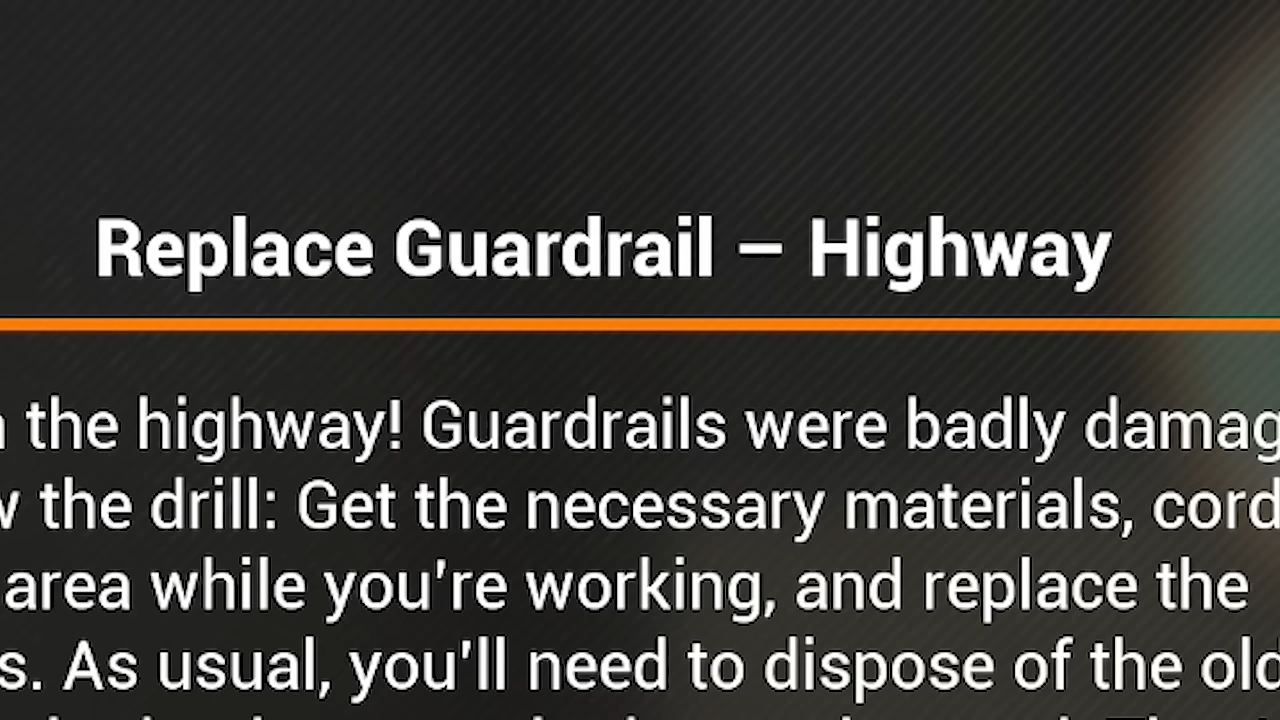 Replace Guardrail – Highway
the highway! Guardrails were badly damag
the drill: Get the necessary materials, cord
area while you're working, and replace the
s. As usual, you'll need to dispose of the old